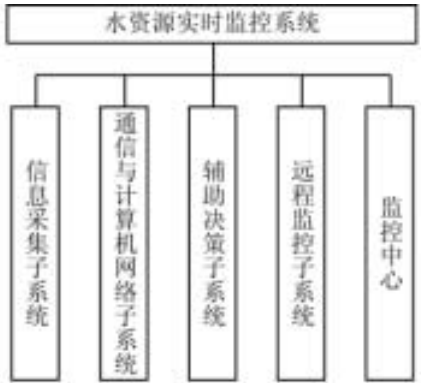 水资源实时监控系统
信息采集子系统
通信与计算机网络子系统
辅助决策子系统
远程监控子系统
监控中心